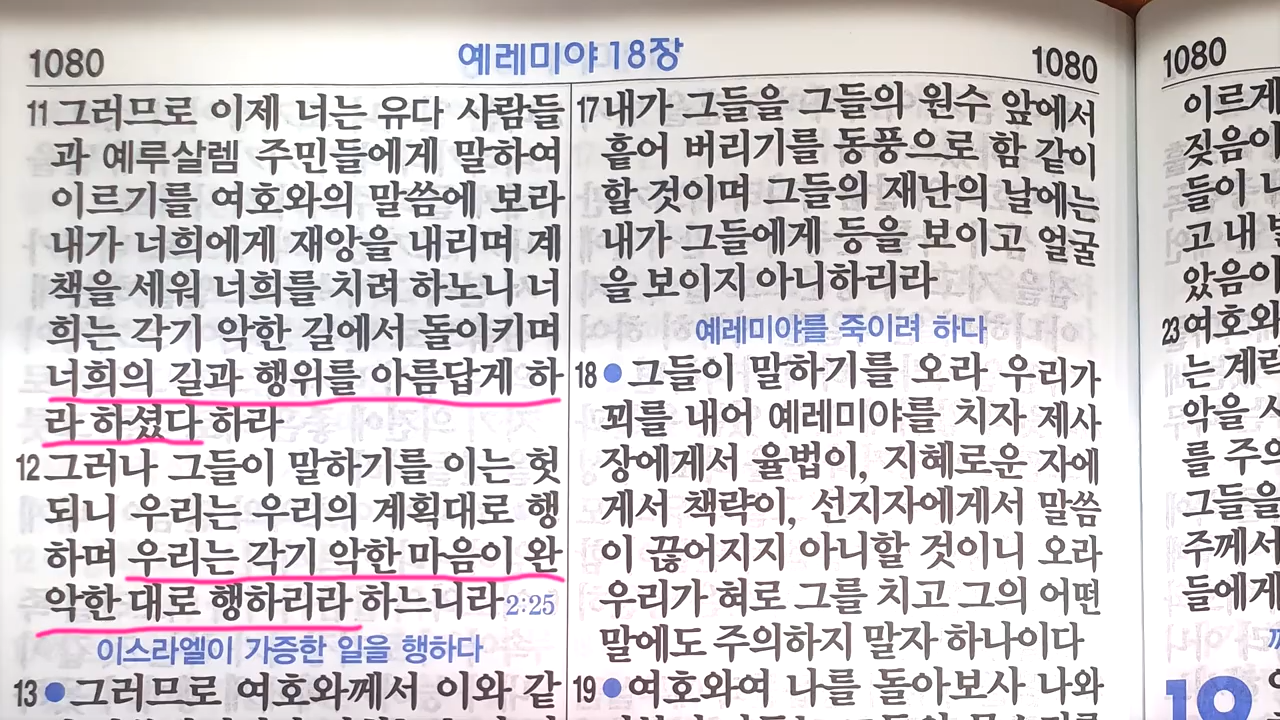 1080
예레미야 18장
1080
11 그러므로 이제 너는 유다 사람들
과 예루살렘 주민들에게 말하여
이르기를 여호와의 말씀에 보라
내가 너희에게 재앙을 내리며 계
책을 세워 너희를 치려 하노니 너
희는 각기 악한 길에서 돌이키며
너희의 길과 행위를 아름답게 하
라 하셨다 하라
12 그러나 그들이 말하기를 이는 헛
되니 우리는 우리의 계획대로 행
하며 우리는 각기 악한 마음이 완
악한 대로 행하리라 하느니라 2:25
이스라엘이 가증한 일을 행하다
13 ● 그러므로 여호와께서 이와 같
17 내가 그들을 그들의 원수 앞에서
흩어 버리기를 동풍으로 함 같이
할 것이며 그들의 재난의 날에는
내가 그들에게 등을 보이고 얼굴
을 보이지 아니하리라
예레미야를 죽이려 하다
18 ● 그들이 말하기를 오라 우리가
꾀를 내어 예레미야를 치자 제사
장에게서 율법이, 지혜로운 자에
게서 책략이, 선지자에게서 말씀
이 끊어지지 아니할 것이니 오라
우리가 혀로 그를 치고 그의 어떤
말에도 주의하지 말자 하나이다
19 ● 여호와여 나를 돌아보사 나와
1080
이르게
짖음이
들이
고 내
았음이
23 여호와
는 계략
악을
를 주의
그들을
주께서
들에게
19